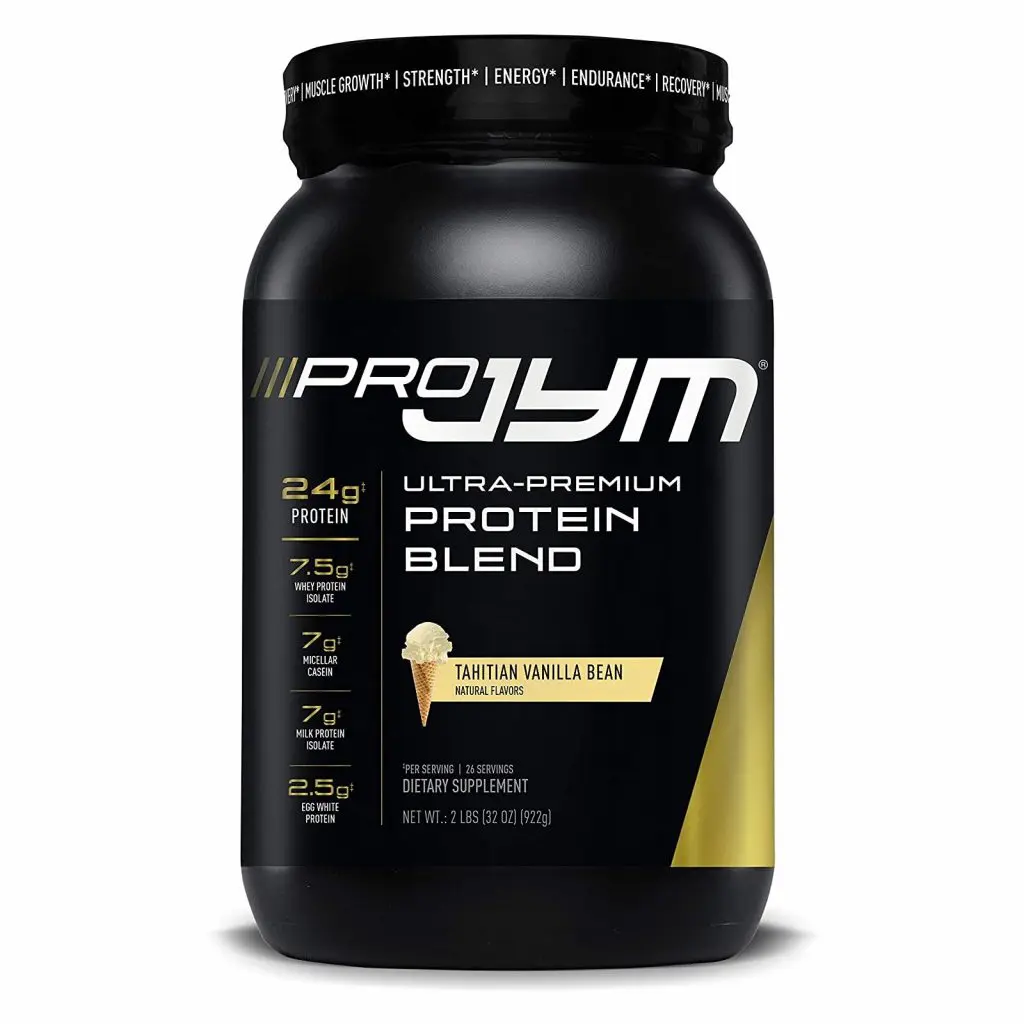 MUSCLE GROWTH* | STRENGTH* | ENERGY* | ENDURANCE* | RECOVERY* |
PRO JYM®
24g‡
PROTEIN
7.5g‡
WHEY PROTEIN
ISOLATE
7g‡
MICELLAR
CASEIN
7g‡
MILK PROTEIN
ISOLATE
2.5g‡
EGG WHITE
PROTEIN
ULTRA-PREMIUM
PROTEIN
BLEND
TAHITIAN VANILLA BEAN
NATURAL FLAVORS
‡PER SERVING | 26 SERVINGS
DIETARY SUPPLEMENT
NET WT.: 2 LBS (32 OZ) (922g)